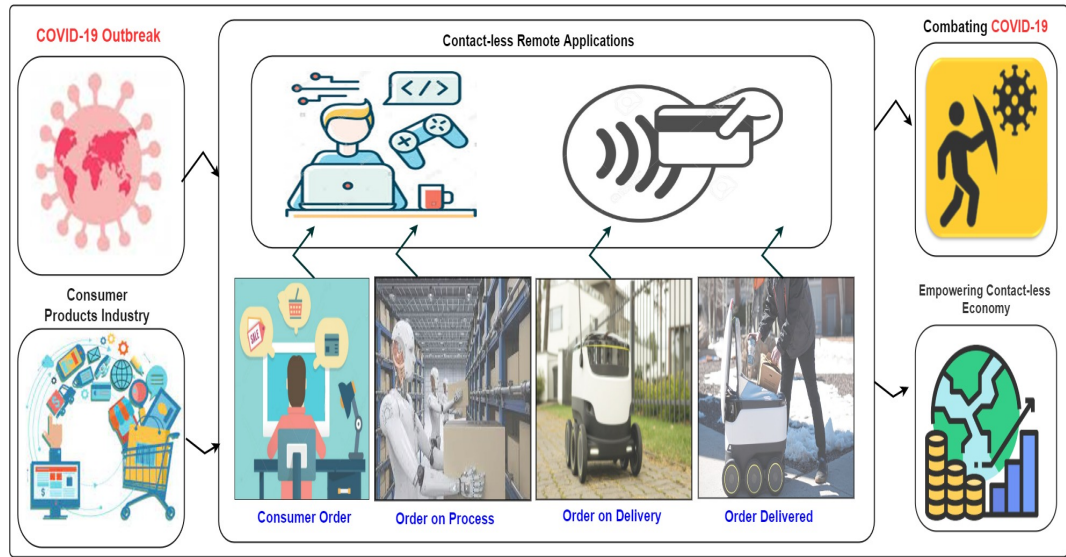 COVID-19 Outbreak
Contact-less Remote Applications
Combating COVID-19
</>
Consumer
Products Industry
SALE
Empowering Contact-less
Economy
Consumer Order
Order on Process
Order on Delivery
Order Delivered